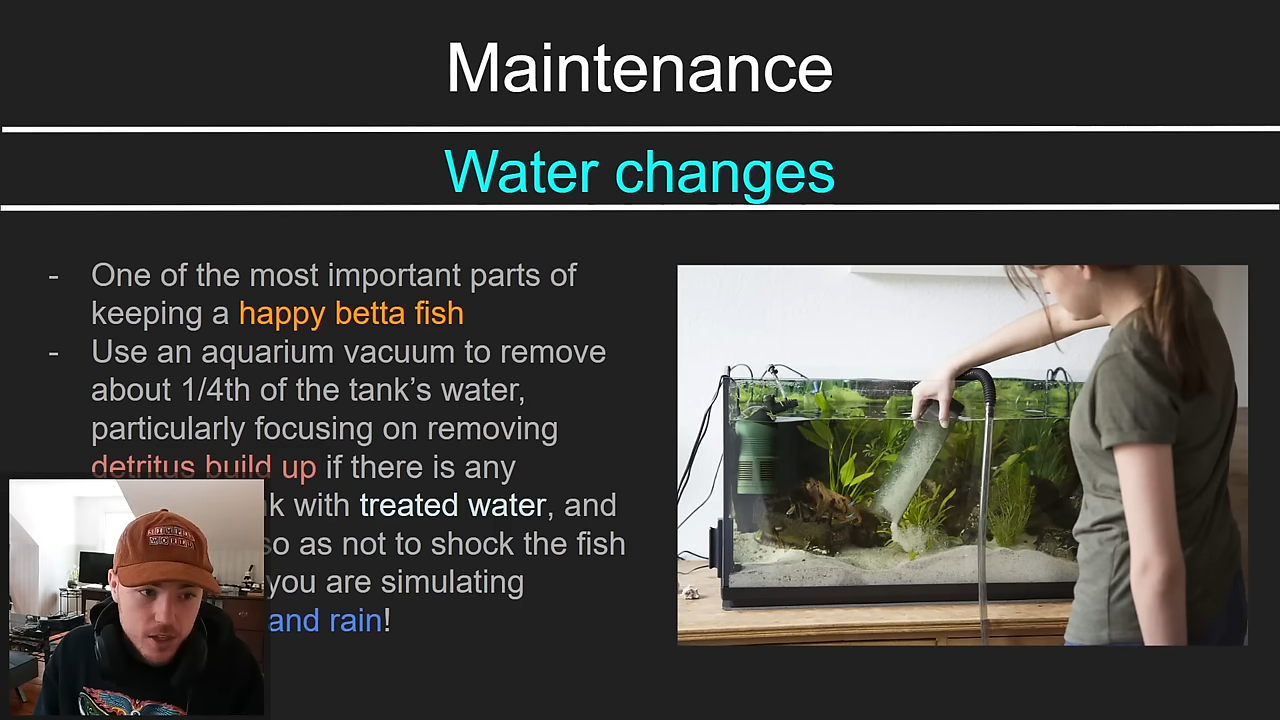 Maintenance
Water changes
- One of the most important parts of
keeping a happy betta fish
- Use an aquarium vacuum to remove
about 1/4th of the tank’s water,
particularly focusing on removing
detritus build up if there is any
with treated water, and
so as not to shock the fish
you are simulating
and rain!